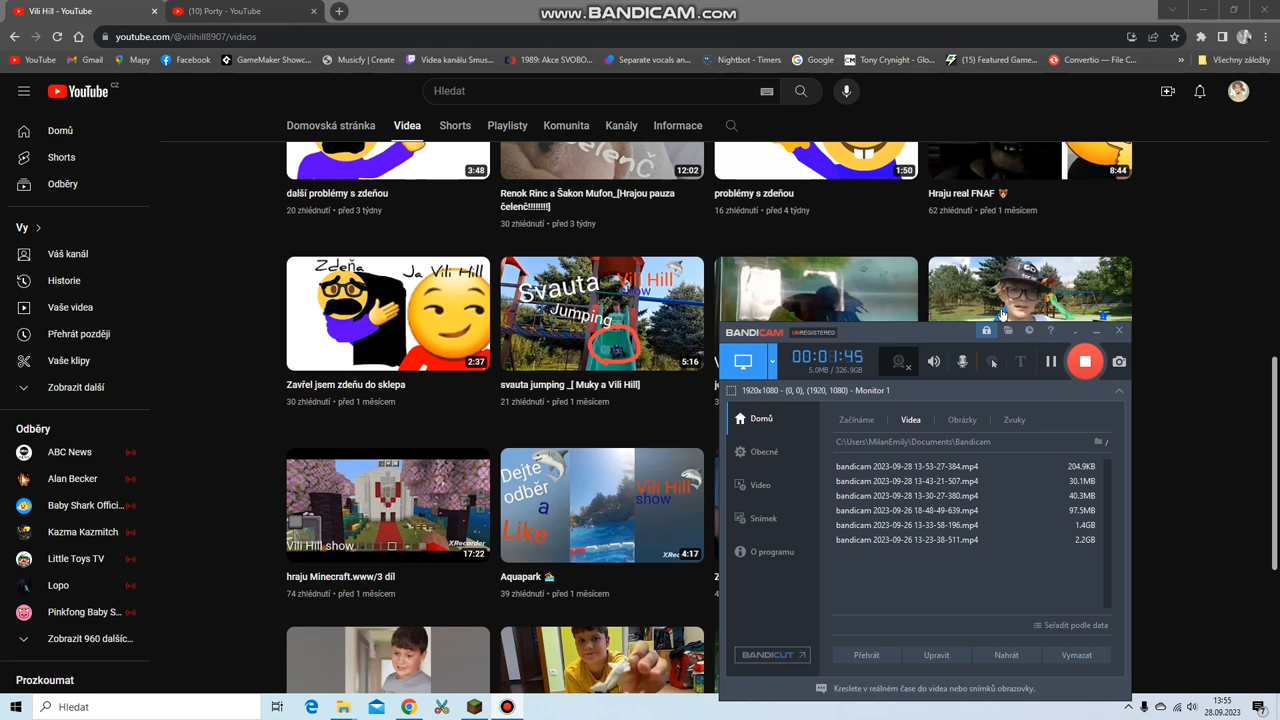 www.BANDICAM.com
Vili Hill - YouTube
(10) Porty - YouTube
youtube.com/@vilihill8907/videos
YouTube
Gmail
Mapy
Facebook
GameMaker Showc...
Musicfy | Create
Video kanálu Smus...
1989: Akce SVOBO...
Separate vocals an...
Nightbot - Timers
Google
Tony Crynight - Glo...
(15) Featured Game...
Convertio — File C...
»
Všechny záložky
YouTube CZ
Hledat
Domovská stránka
Videa
Shorts
Playlisty
Komunita
Kanály
Informace
Domů
Shorts
Odběry
Vy
Váš kanál
Historie
Vaše videa
Přehrát později
Vaše klipy
Zobrazit další
Odběry
ABC News
Alan Becker
Baby Shark Offici...
Kazma Kazmitch
Little Toys TV
Lopo
Pinkfong Baby S...
Zobrazit 960 dalšíc...
Prozkoumat
3:48
další problémy s zdeňou
20 zhlédnutí • před 3 týdny
čelenč
12:02
Renok Rinc a Šakon Mufon_[Hrajou pauza
čelenč!!!!!!!!]
30 zhlédnutí • před 3 týdny
1:50
problémy s zdeňou
16 zhlédnutí • před 4 týdny
8:44
Hraju real FNAF
62 zhlédnutí • před 1 měsícem
Zdeňa
Ja Vili Hill
2:37
Zavřel jsem zdeňu do sklepa
30 zhlédnutí • před 1 měsícem
Svauta
Jumping
Vili Hill
show
5:16
svauta jumping _[ Muky a Vili Hill]
21 zhlédnutí • před 1 měsícem
Vili Hill show
XRecorder
17:22
hraju Minecraft.www/3 díl
74 zhlédnutí • před 1 měsícem
Dejte
odběr
a
Like
Vili Hill
show
XRec
4:17
Aquapark
39 zhlédnutí • před 1 měsícem
BANDICAM
UNREGISTERED
00:01:45
5.0MB / 326.9GB
T
1920x1080 - (0, 0), (1920, 1080) - Monitor 1
Domů
Obecné
Video
Snímek
O programu
BANDICUT
Začínáme
Videa
Obrázky
Zvuky
C:\Users\MilanEmily\Documents\Bandicam
bandicam 2023-09-28 13-53-27-384.mp4 204.9KB
bandicam 2023-09-28 13-43-21-507.mp4 30.1MB
bandicam 2023-09-28 13-30-27-380.mp4 40.3MB
bandicam 2023-09-26 18-48-49-639.mp4 97.5MB
bandicam 2023-09-26 13-33-58-196.mp4 1.4GB
bandicam 2023-09-26 13-23-38-511.mp4 2.2GB
Seřadit podle data
Přehrát
Upravit
Nahrát
Vymazat
Kreslete v reálném čase do videa nebo snímků obrazovky.
Hledat
13:55
28.09.2023